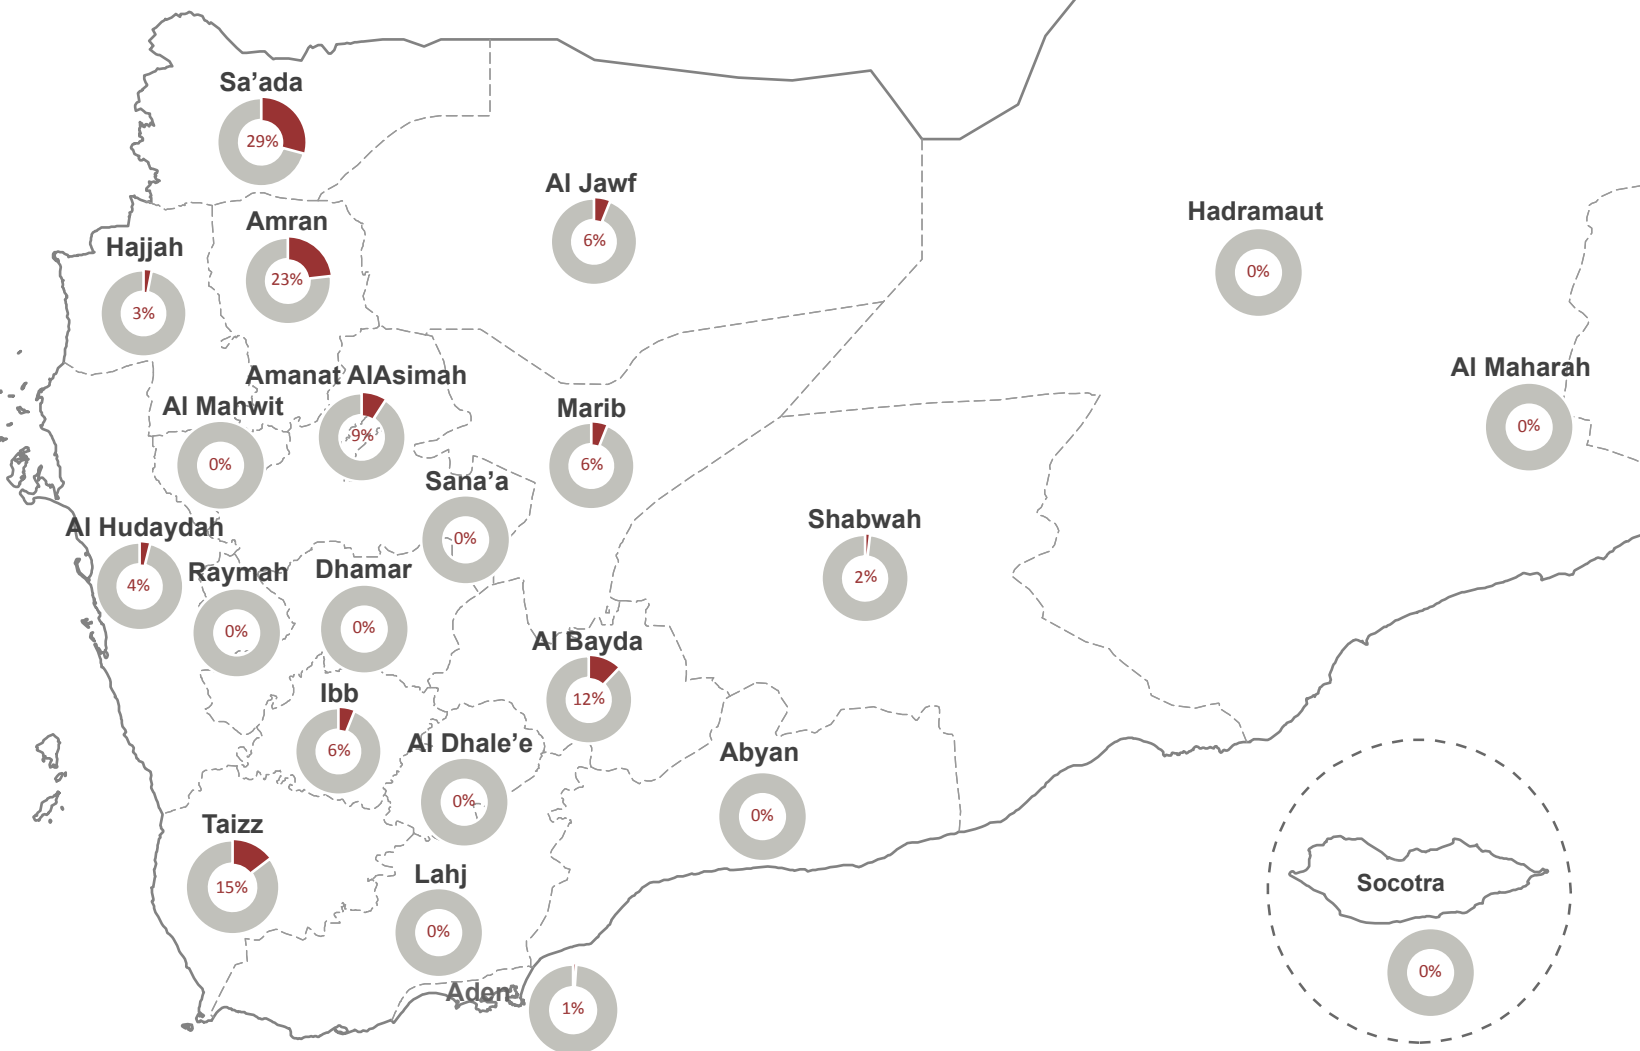 Sa’ada
29%
Al Jawf
6%
Hadramaut
0%
Amran
23%
Hajjah
3%
Al Maharah
0%
Amanat AlAsimah
9%
Al Mahwit
0%
Marib
6%
Sana’a
0%
Shabwah
2%
Al Hudaydah
4%
Raymah
0%
Dhamar
0%
Al Bayda
12%
Ibb
6%
Al Dhale’e
0%
Abyan
0%
Taizz
15%
Lahj
0%
Socotra
0%
Aden
1%